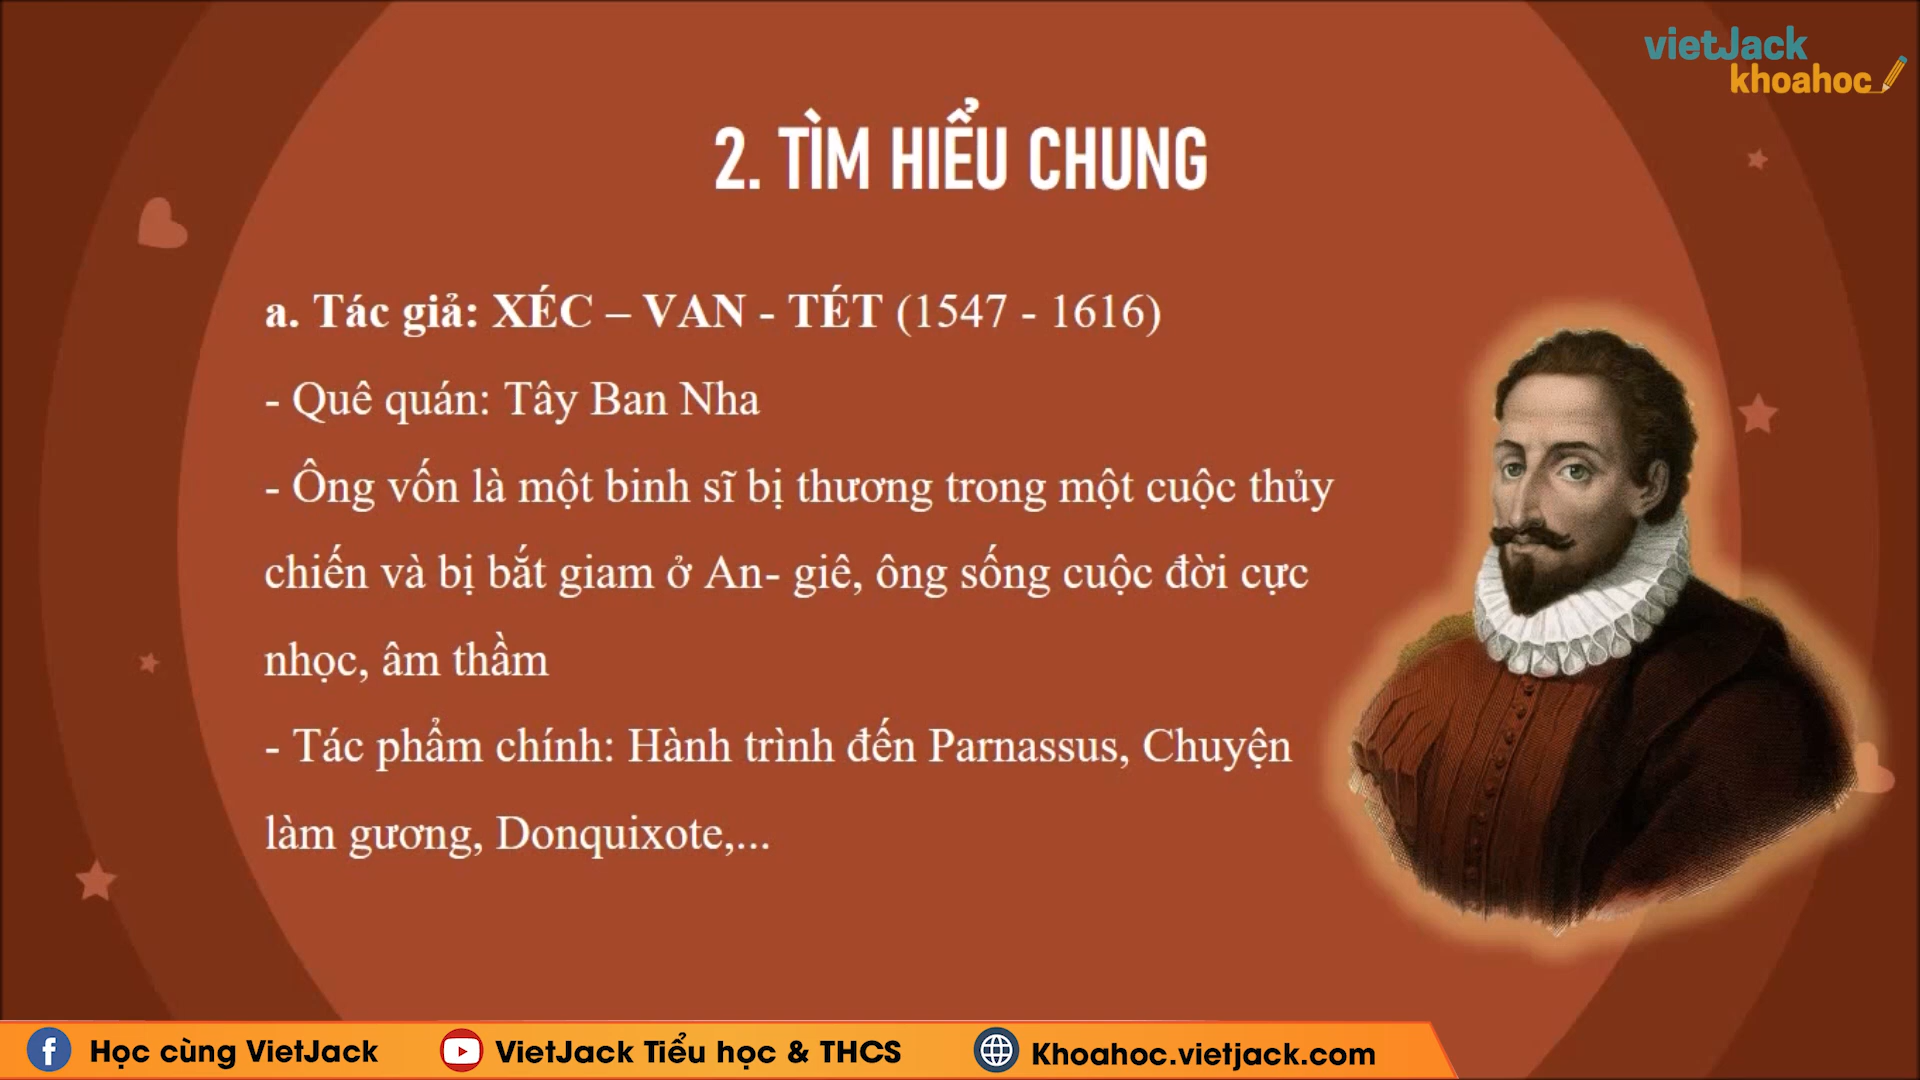 vietJack
khoahoc
2. TÌM HIỂU CHUNG
a. Tác giả: XÉC – VAN - TÉT (1547 - 1616)
- Quê quán: Tây Ban Nha
- Ông vốn là một binh sĩ bị thương trong một cuộc thủy
chiến và bị bắt giam ở An- giê, ông sống cuộc đời cực
nhọc, âm thầm
- Tác phẩm chính: Hành trình đến Parnassus, Chuyện
làm gương, Donquixote,...
Học cùng VietJack
VietJack Tiểu học & THCS
Khoahoc.vietjack.com